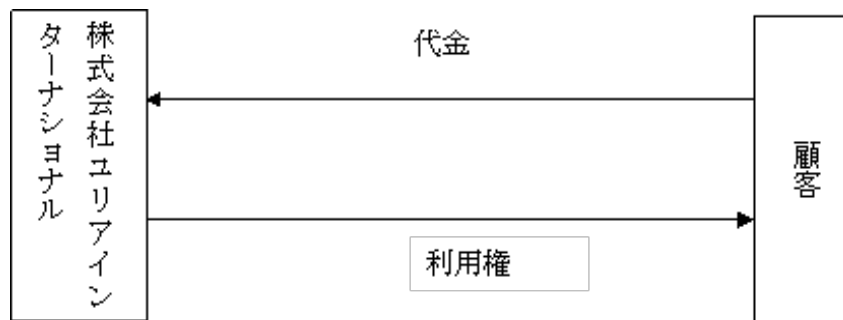 株式会社ユリアイン
ターナショナル
代金
利用権
顧客